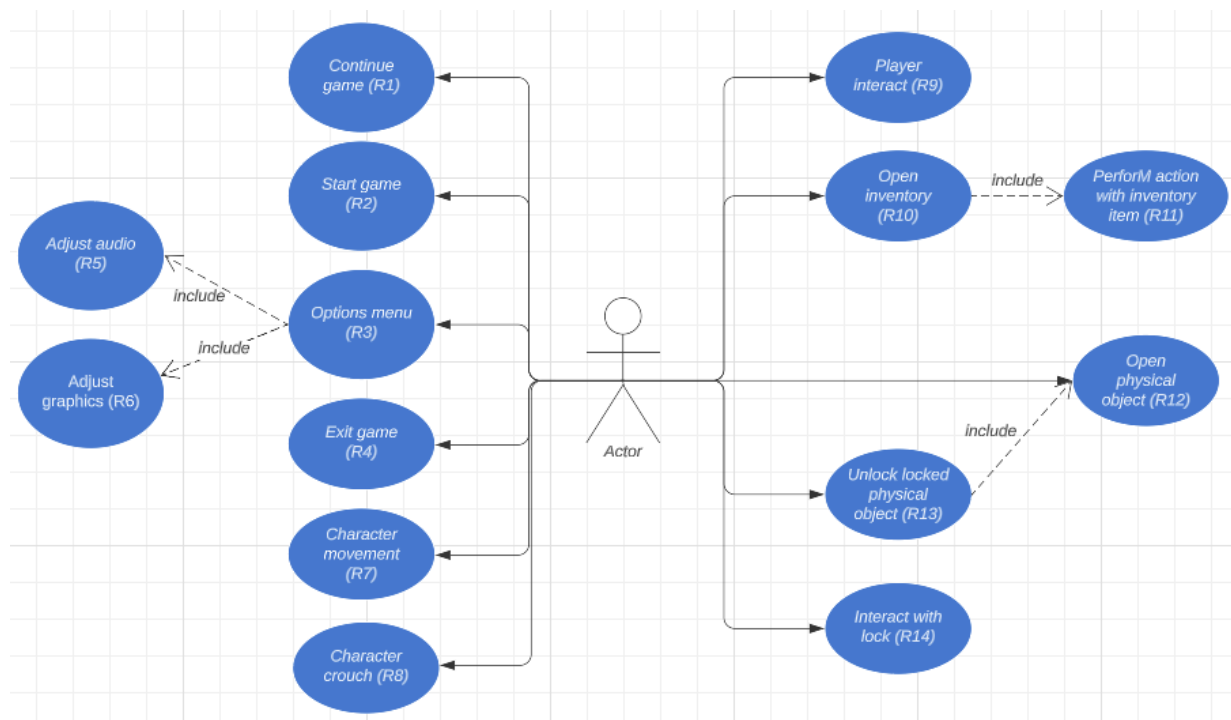 Continue
game (R1)
Start game
(R2)
Adjust audio
(R5)
include
Options menu
(R3)
include
Adjust
graphics (R6)
Exit game
(R4)
Character
movement
(R7)
Character
crouch (R8)
Actor
Player
interact (R9)
Open
inventory
(R10)
include
PerforM action
with inventory
item (R11)
Open
physical
object (R12)
include
Unlock locked
physical
object (R13)
Interact with
lock (R14)